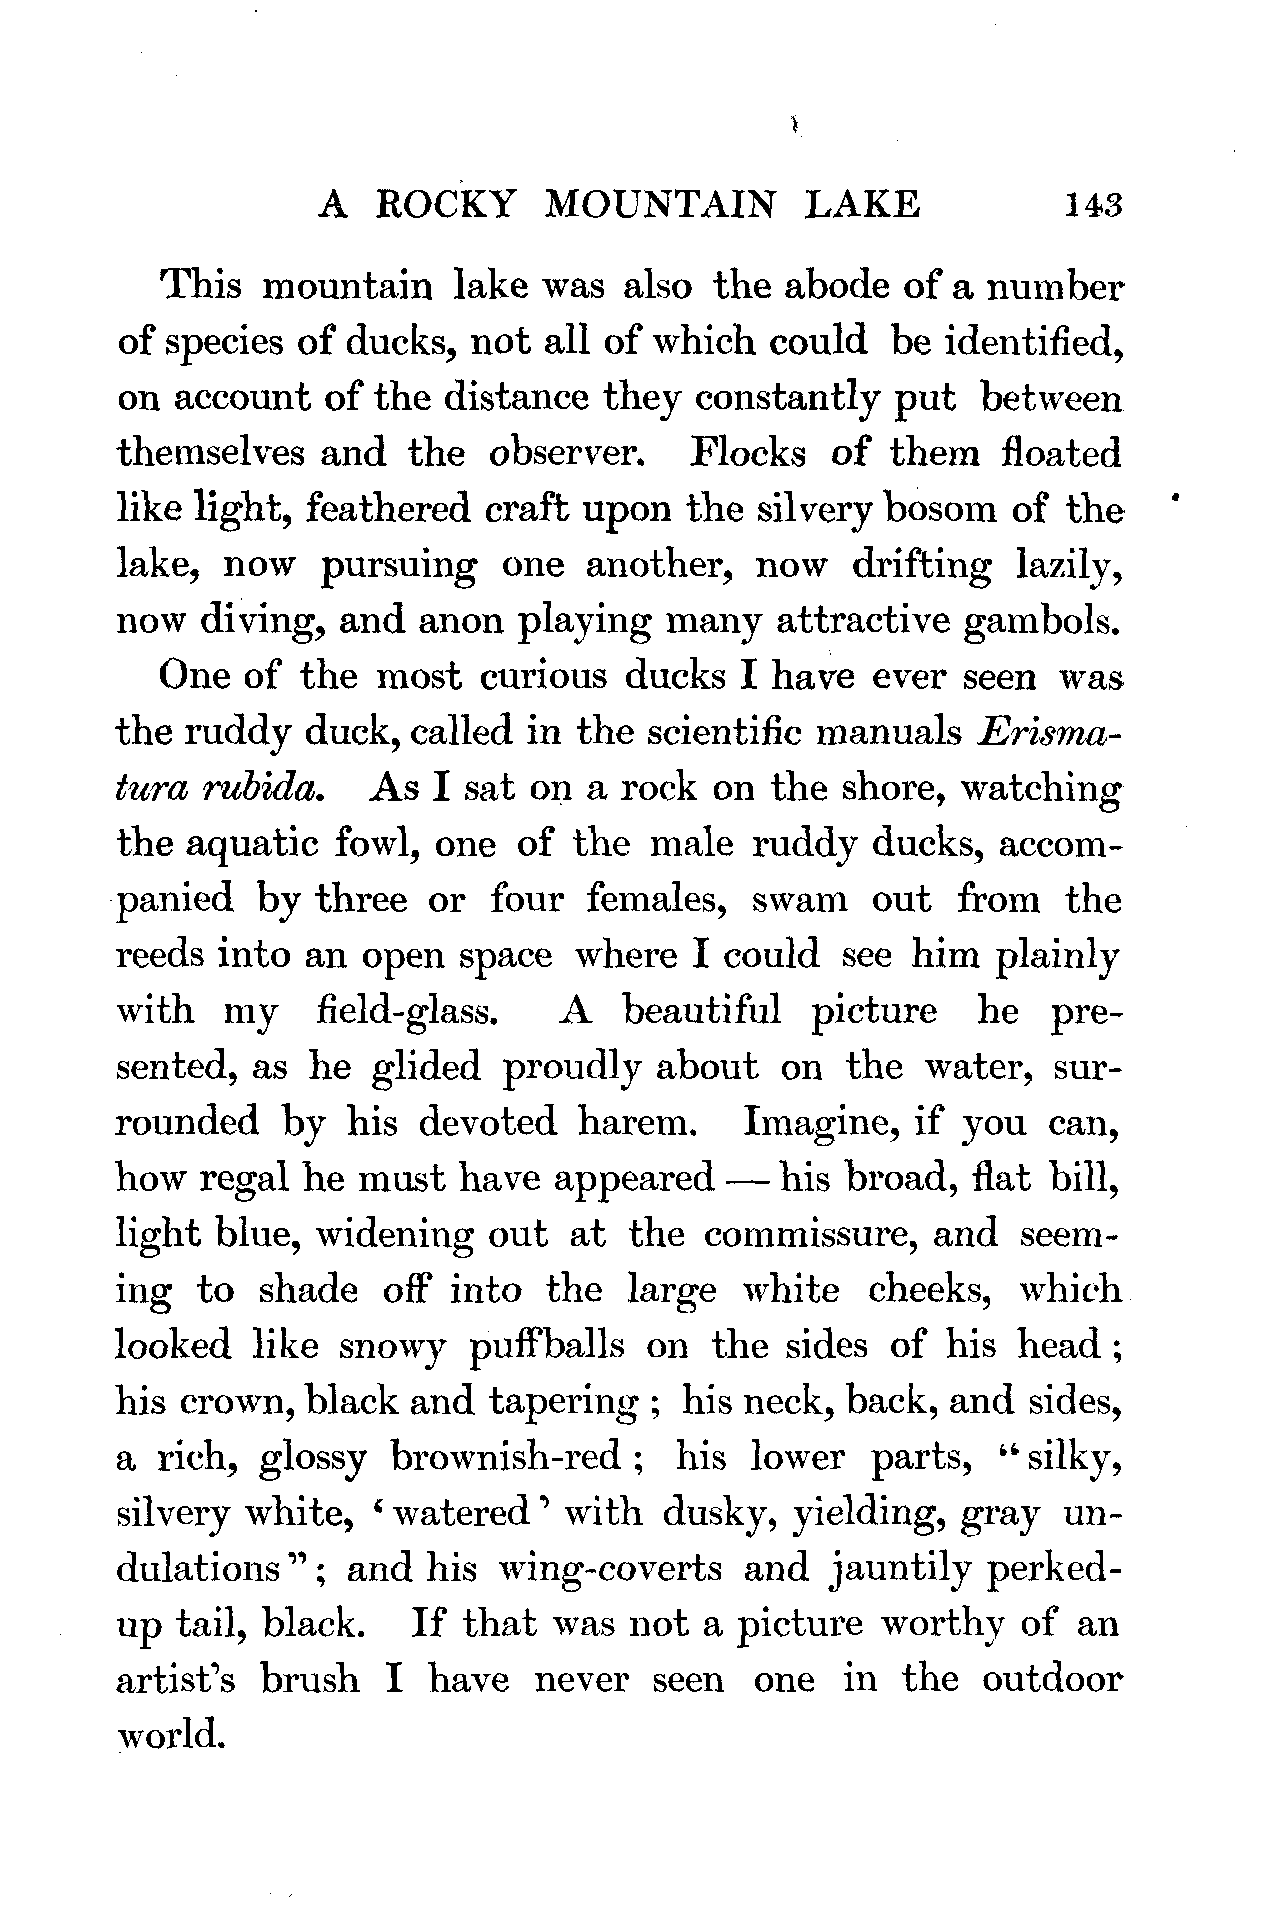 A ROCKY MOUNTAIN LAKE 143
This mountain lake was also the abode of a number
of species of ducks, not all of which could be identified,
on account of the distance they constantly put between
themselves and the observer. Flocks of them floated
like light, feathered craft upon the silvery bosom of the
lake, now pursuing one another, now drifting lazily,
now diving, and anon playing many attractive gambols.
One of the most curious ducks I have ever seen was
the ruddy duck, called in the scientific manuals Erisma-
tura rubida. As I sat on a rock on the shore, watching
the aquatic fowl, one of the male ruddy ducks, accom-
panied by three or four females, swam out from the
reeds into an open space where I could see him plainly
with my field-glass. A beautiful picture he pre-
sented, as he glided proudly about on the water, sur-
rounded by his devoted harem. Imagine, if you can,
how regal he must have appeared — his broad, flat bill,
light blue, widening out at the commissure, and seem-
ing to shade off into the large white cheeks, which
looked like snowy puffballs on the sides of his head ;
his crown, black and tapering ; his neck, back, and sides,
a rich, glossy brownish-red ; his lower parts, “silky,
silvery white, ‘watered’ with dusky, yielding, gray un-
dulations”; and his wing-coverts and jauntily perked-
up tail, black. If that was not a picture worthy of an
artist’s brush I have never seen one in the outdoor
world.